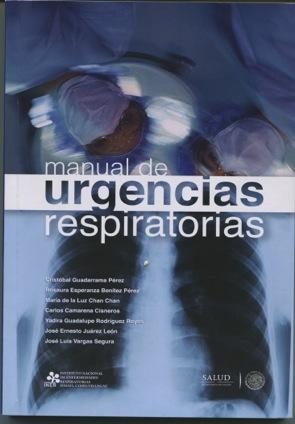 manual de
urgencias
respiratorias
Cristóbal Guadarrama Pérez
Rosaura Esperanza Benítez Pérez
María de la Luz Chan Chan
Carlos Camarena Cisneros
Yadira Guadalupe Rodríguez Reyes
José Ernesto Juárez León
José Luis Vargas Segura
INSTITUTO NACIONAL
DE ENFERMEDADES
RESPIRATORIAS
ISMAEL COSÍO VILLEGAS
INER
SALUD